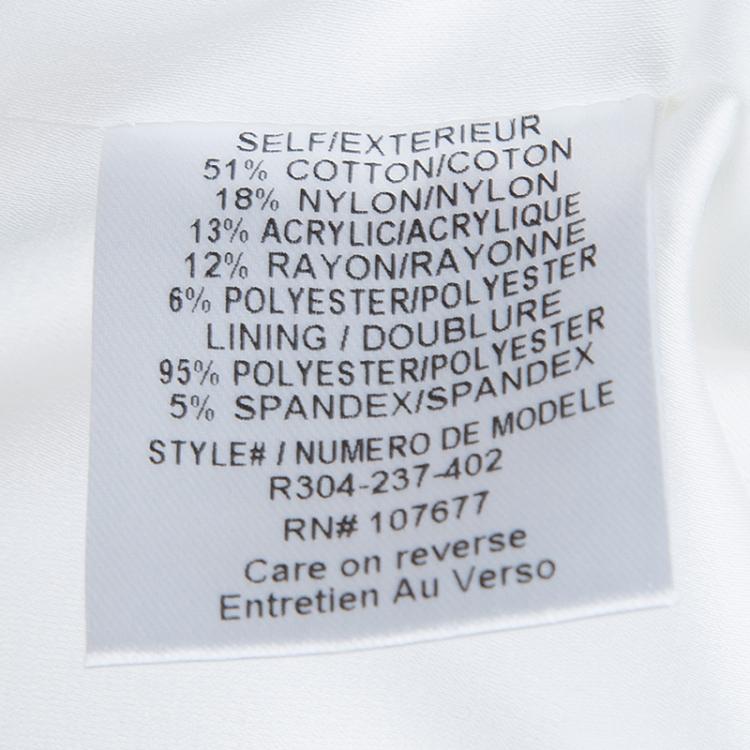 SELF/EXTERIEUR
51% COTTON/COTON
18% NYLON/NYLON
13% ACRYLIC/ACRYLIQUE
12% RAYON/RAYONNE
6% POLYESTER/POLYESTER
LINING / DOUBLURE
95% POLYESTER/POLYESTER
5% SPANDEX/SPANDEX
STYLE# / NUMERO DE MODELE
R304-237-402
RN# 107677
Care on reverse
Entretien Au Verso